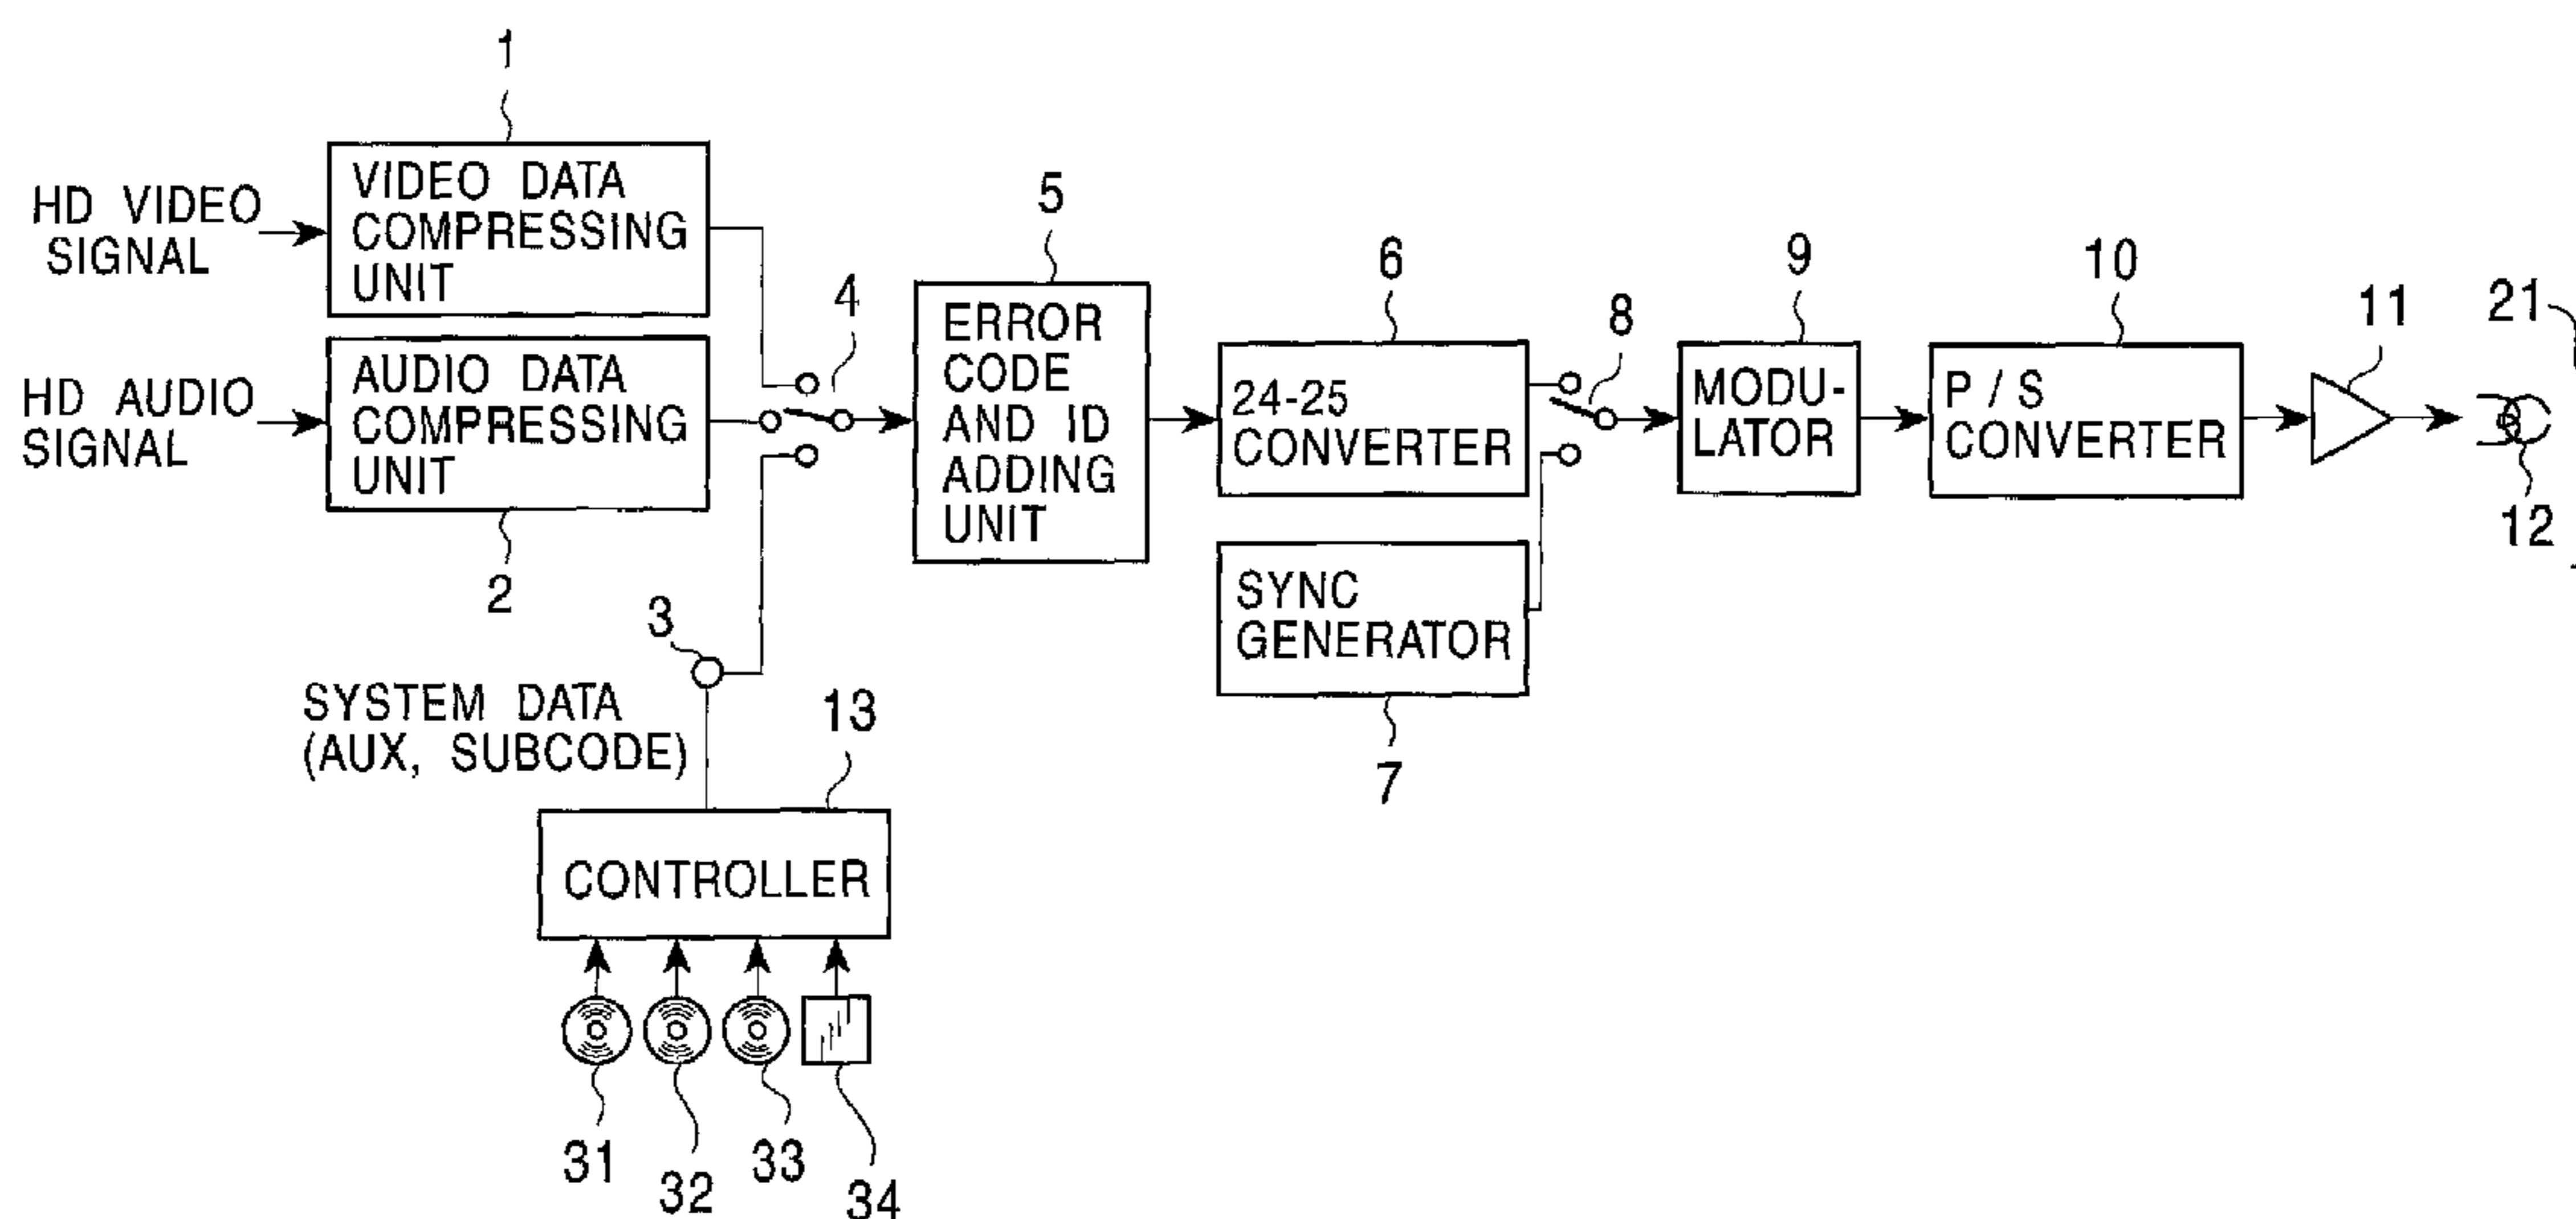 1
HD VIDEO
SIGNAL
VIDEO DATA
COMPRESSING
UNIT
HD AUDIO
SIGNAL
AUDIO DATA
COMPRESSING
UNIT
2
3
4
5
ERROR
CODE
AND ID
ADDING
UNIT
6
24-25
CONVERTER
SYNC
GENERATOR
7
8
9
MODU-
LATOR
10
P / S
CONVERTER
11
21
12
SYSTEM DATA
(AUX, SUBCODE)
13
CONTROLLER
31
32
33
34